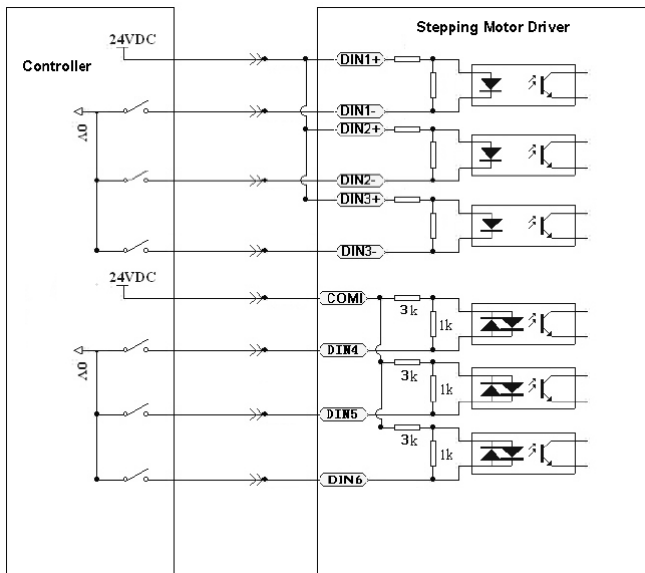 Stepping Motor Driver
24VDC
Controller
DIN1+
0V
DIN1-
DIN2+
DIN2-
DIN3+
DIN3-
24VDC
COMI
3k
1k
0V
DIN4
3k
1k
DIN5
3k
1k
DIN6